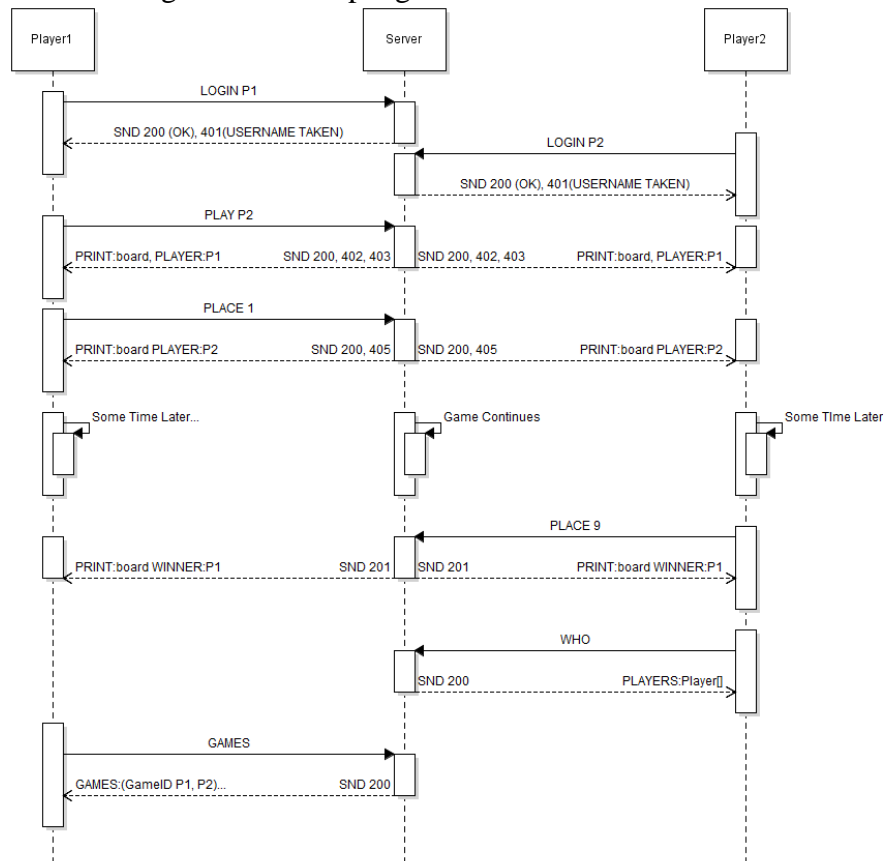 Player1
Server
Player2
LOGIN P1
SND 200 (OK), 401(USERNAME TAKEN)
LOGIN P2
SND 200 (OK), 401(USERNAME TAKEN)
PLAY P2
PRINT:board, PLAYER:P1 SND 200, 402, 403 SND 200, 402, 403 PRINT:board, PLAYER:P1
PLACE 1
PRINT:board PLAYER:P2 SND 200, 405 SND 200, 405 PRINT:board PLAYER:P2
Some Time Later... Game Continues Some TIme Later
PLACE 9
PRINT:board WINNER:P1 SND 201 SND 201 PRINT:board WINNER:P1
WHO
SND 200 PLAYERS:Player[]
GAMES
GAMES:(GameID P1, P2)... SND 200